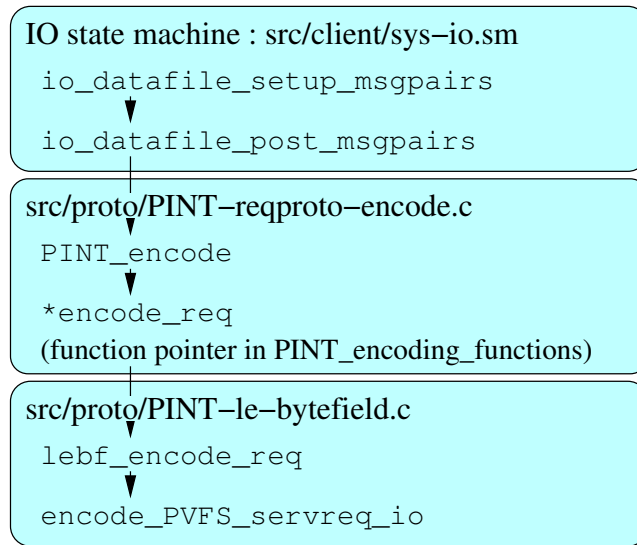 IO state machine : src/client/sys−io.sm
io_datafile_setup_msgpairs
io_datafile_post_msgpairs
src/proto/PINT−reqproto−encode.c
PINT_encode
*encode_req
(function pointer in PINT_encoding_functions)
src/proto/PINT−le−bytefield.c
lebf_encode_req
encode_PVFS_servreq_io